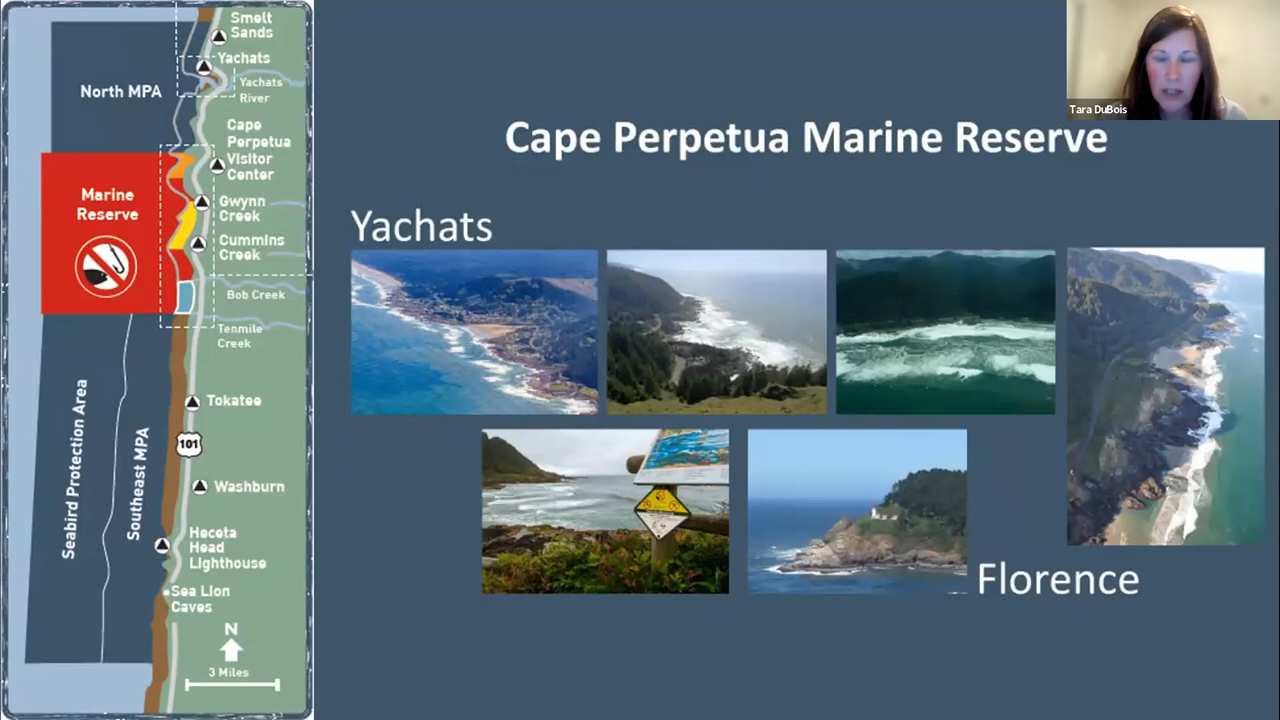 Smelt
Sands
Yachats
North MPA
Yachats
River
Cape
Perpetua
Visitor
Center
Marine
Reserve
Gwynn
Creek
Cummins
Creek
Bob Creek
Tenmile
Creek
Tokatee
101
Seabird Protection Area
Southeast MPA
Washburn
Heceta
Head
Lighthouse
Sea Lion
Caves
N
3 Miles
Tara DuBois
Cape Perpetua Marine Reserve
Yachats
Florence